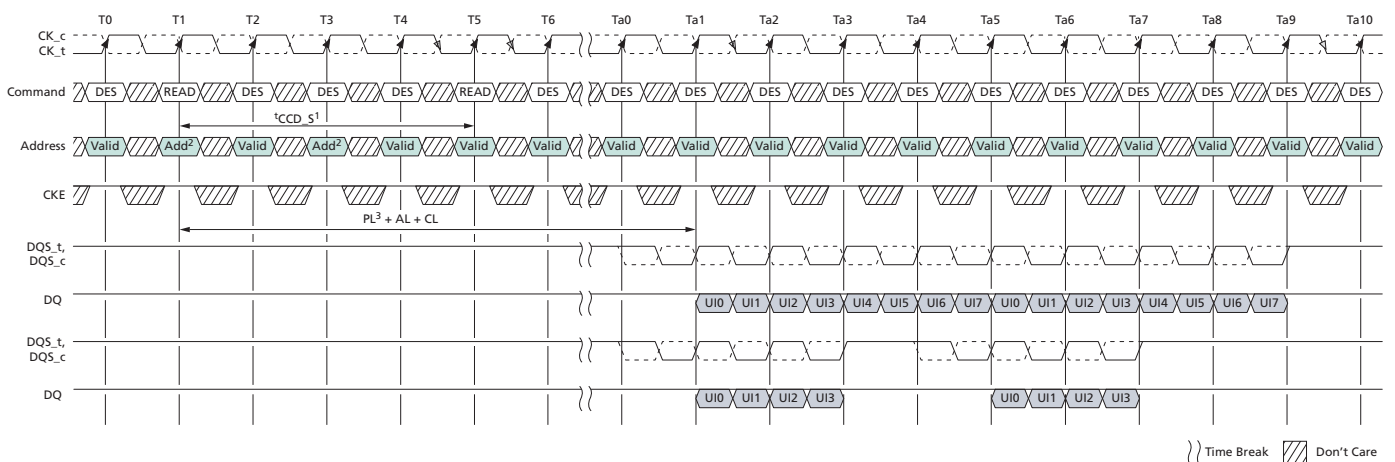 T0 T1 T2 T3 T4 T5 T6 Ta0 Ta1 Ta2 Ta3 Ta4 Ta5 Ta6 Ta7 Ta8 Ta9 Ta10
CK_c
CK_t
Command DES READ DES DES DES READ DES DES DES DES DES DES DES DES DES DES DES DES
tCCD_S1
Address Valid Add2 Valid Add2 Valid Valid Valid Valid Valid Valid Valid Valid Valid Valid Valid Valid Valid Valid
CKE
PL3 + AL + CL
DQS_t,
DQS_c
DQ UI0 UI1 UI2 UI3 UI4 UI5 UI6 UI7 UI0 UI1 UI2 UI3 UI4 UI5 UI6 UI7
DQS_t,
DQS_c
DQ UI0 UI1 UI2 UI3 UI0 UI1 UI2 UI3
Time Break Don't Care